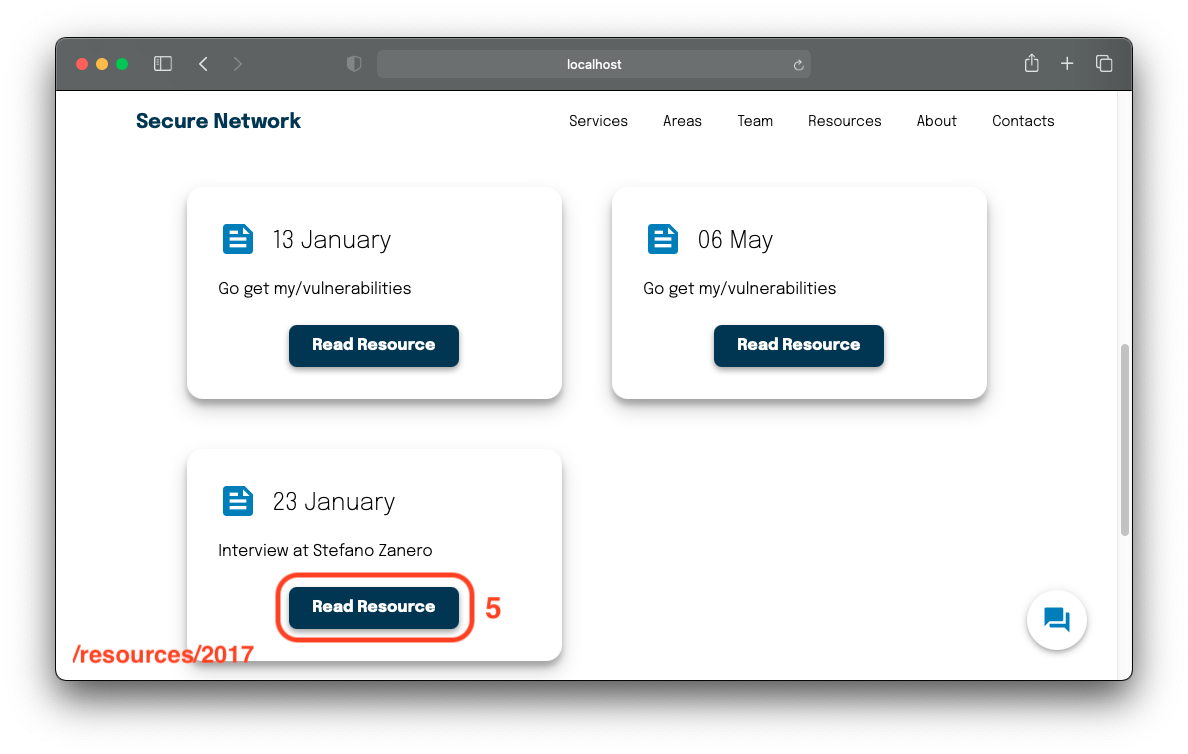 localhost
Secure Network Services Areas Team Resources About Contacts
13 January
Go get my/vulnerabilities
Read Resource
06 May
Go get my/vulnerabilities
Read Resource
23 January
Interview at Stefano Zanero
Read Resource 5
/resources/2017